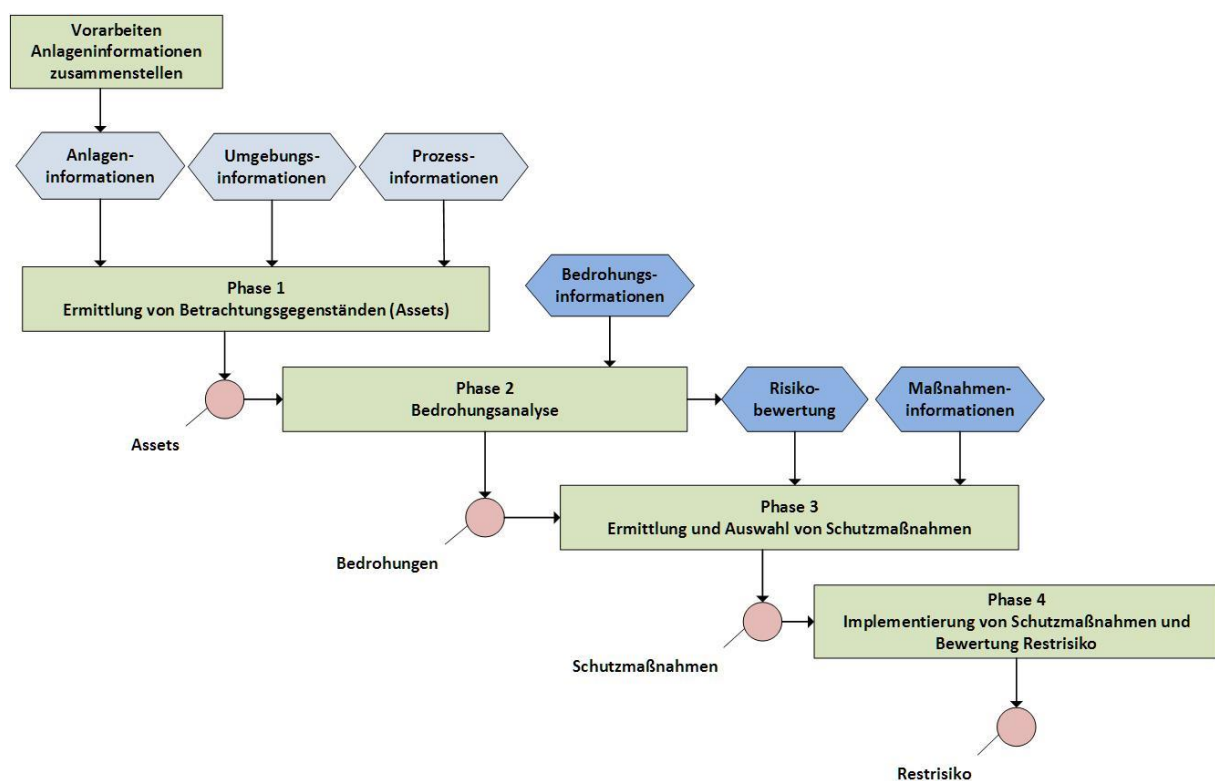 Vorarbeiten
Anlageninformationen
zusammenstellen
Anlagen-
informationen
Umgebungs-
informationen
Prozess-
informationen
Phase 1
Ermittlung von Betrachtungsgegenständen (Assets)
Bedrohungs-
informationen
Phase 2
Bedrohungsanalyse
Risiko-
bewertung
Maßnahmen-
informationen
Assets
Phase 3
Ermittlung und Auswahl von Schutzmaßnahmen
Bedrohungen
Phase 4
Implementierung von Schutzmaßnahmen und
Bewertung Restrisiko
Schutzmaßnahmen
Restrisiko